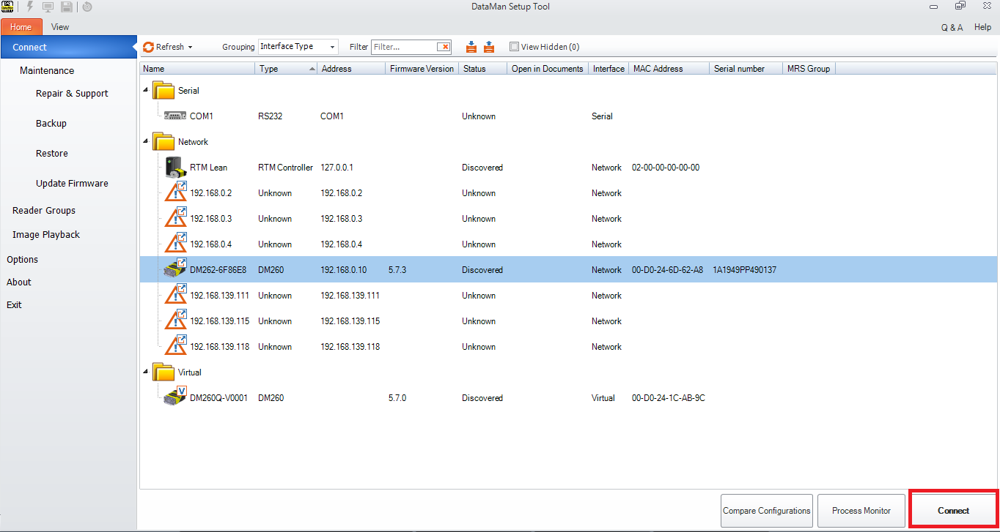 DataMan
DataMan Setup Tool
Home View Q & A Help
Connect Refresh Grouping Interface Type Filter Filter... View Hidden (0)
Name Type Address Firmware Version Status Open in Documents Interface MAC Address Serial number MRS Group
Maintenance
Repair & Support
Backup
Restore
Update Firmware
Reader Groups
Image Playback
Options
About
Exit
Serial
COM1 RS232 COM1 Unknown Serial
Network
RTM Lean RTM Controller 127.0.0.1 Discovered Network 02-00-00-00-00-00
192.168.0.2 Unknown 192.168.0.2 Unknown Network
192.168.0.3 Unknown 192.168.0.3 Unknown Network
192.168.0.4 Unknown 192.168.0.4 Unknown Network
DM262-6F86E8 DM260 192.168.0.10 5.7.3 Discovered Network 00-D0-24-6D-62-A8 1A1949PP490137
192.168.139.111 Unknown 192.168.139.111 Unknown Network
192.168.139.115 Unknown 192.168.139.115 Unknown Network
192.168.139.118 Unknown 192.168.139.118 Unknown Network
Virtual
V
DM260Q-V0001 DM260 5.7.0 Discovered Virtual 00-D0-24-1C-AB-9C
Compare Configurations Process Monitor Connect